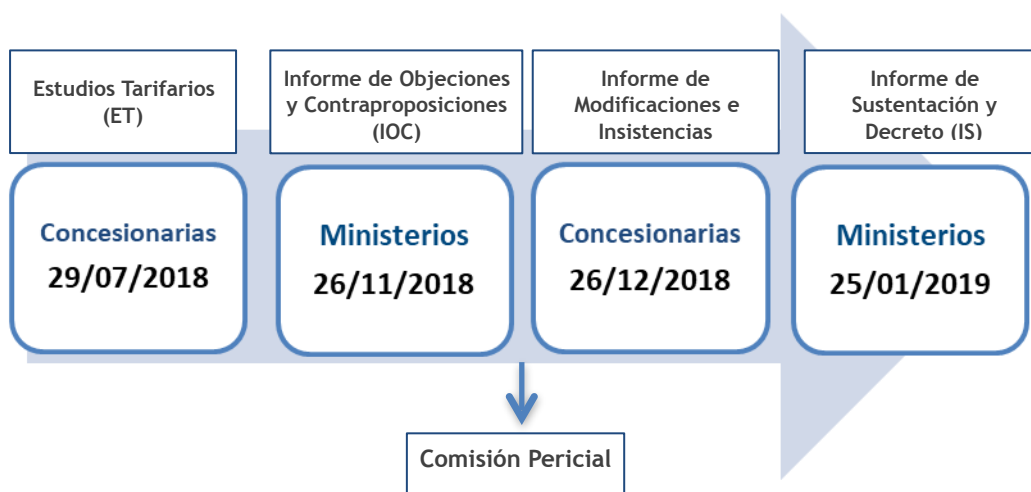 Estudios Tarifarios
(ET)
Informe de Objeciones
y Contraproposiciones
(IOC)
Informe de
Modificaciones e
Insistencias
Informe de
Sustentación y
Decreto (IS)
Concesionarias
29/07/2018
Ministerios
26/11/2018
Concesionarias
26/12/2018
Ministerios
25/01/2019
Comisión Pericial